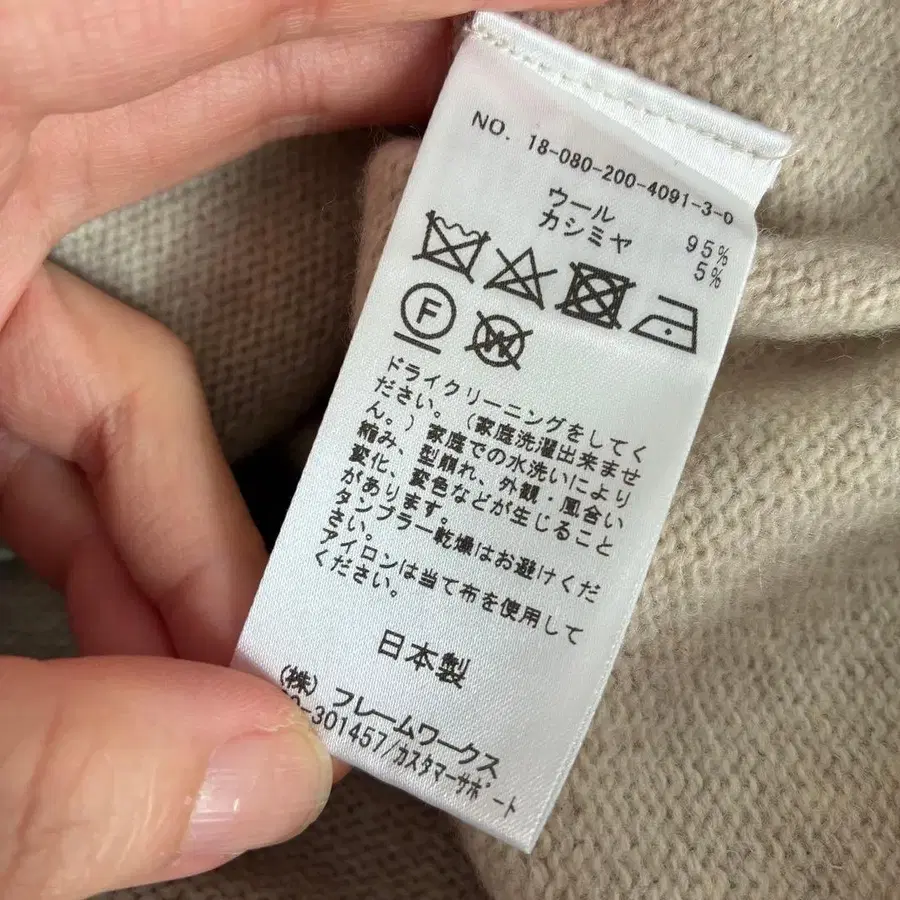 NO. 18-080-200-4091-3-0
ウール 95%
カシミヤ 5%
F
W
ドライクリーニングをしてく
ださい。（家庭洗濯出来ませ
ん。）家庭での水洗いにより
縮み、型崩れ、外観・風合い
変化、変色などが生じること
があります。
タンブラー乾燥はお避けくだ
さい。
アイロンは当て布を使用して
ください。
日本製
(株) フレームワークス
-301457/カスタマーサポート